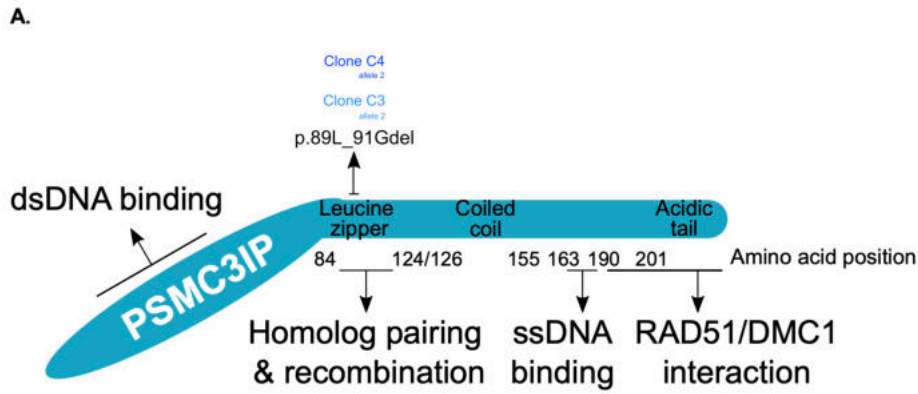 A.
Clone C4
allele 2
Clone C3
allele 2
p.89L_91Gdel
dsDNA binding
PSMC3IP
Leucine
zipper
Coiled
coil
Acidic
tail
84 124/126 155 163 190 201 Amino acid position
Homolog pairing
& recombination
ssDNA
binding
RAD51/DMC1
interaction